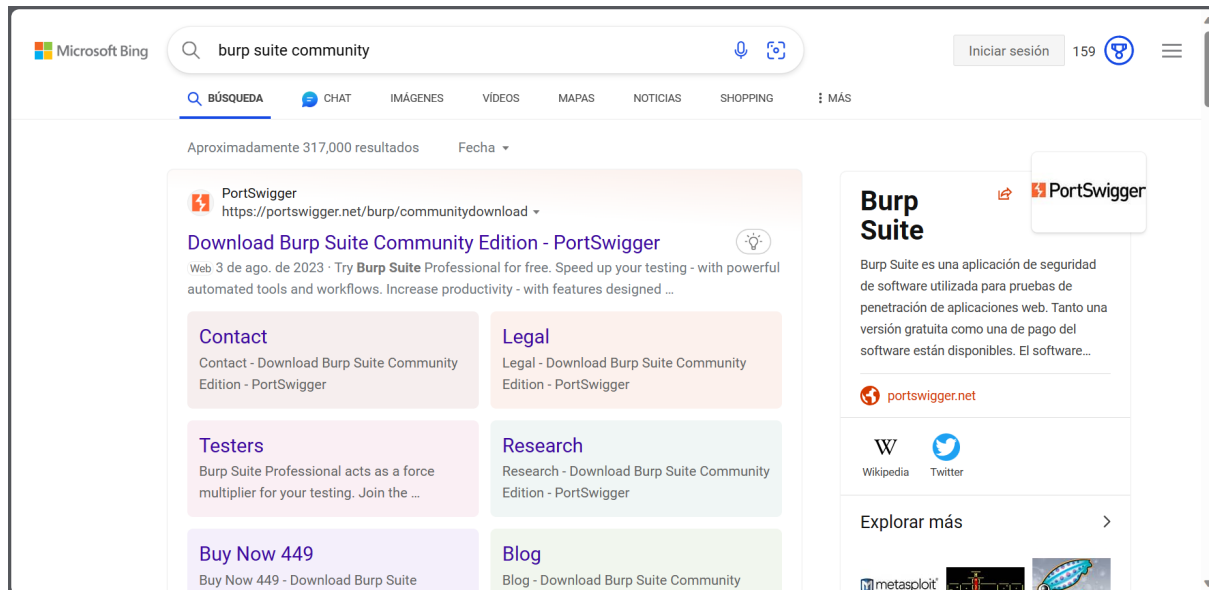 Microsoft Bing
burp suite community
Iniciar sesión
159
BÚSQUEDA
CHAT
IMÁGENES
VÍDEOS
MAPAS
NOTICIAS
SHOPPING
MÁS
Aproximadamente 317,000 resultados
Fecha
PortSwigger
https://portswigger.net/burp/communitydownload
Download Burp Suite Community Edition - PortSwigger
Web 3 de ago. de 2023 · Try Burp Suite Professional for free. Speed up your testing - with powerful
automated tools and workflows. Increase productivity - with features designed ...
Contact
Contact - Download Burp Suite Community
Edition - PortSwigger
Legal
Legal - Download Burp Suite Community
Edition - PortSwigger
Testers
Burp Suite Professional acts as a force
multiplier for your testing. Join the ...
Research
Research - Download Burp Suite Community
Edition - PortSwigger
Buy Now 449
Buy Now 449 - Download Burp Suite
Blog
Blog - Download Burp Suite Community
Burp
Suite
PortSwigger
Burp Suite es una aplicación de seguridad
de software utilizada para pruebas de
penetración de aplicaciones web. Tanto una
versión gratuita como una de pago del
software están disponibles. El software...
portswigger.net
W
Wikipedia
Twitter
Explorar más
metasploit